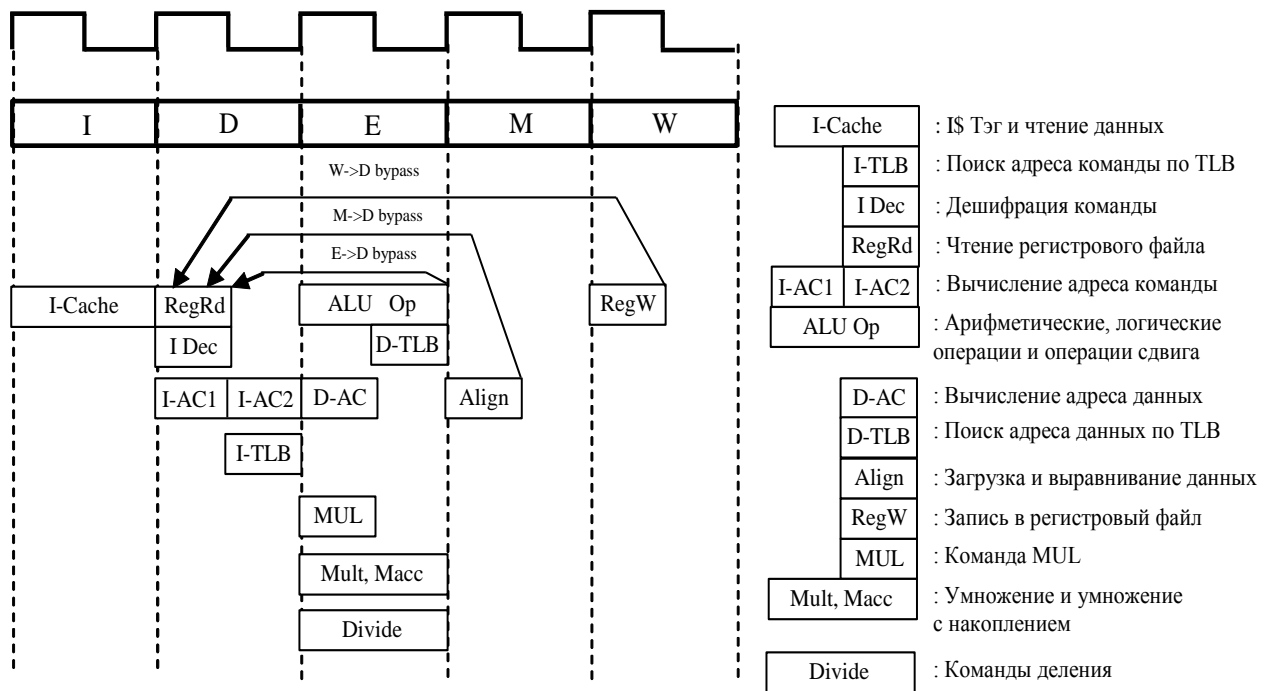 I D E M W
W->D bypass
M->D bypass
E->D bypass
I-Cache RegRd ALU Op RegW
I Dec D-TLB
I-AC1 I-AC2 D-AC Align
I-TLB
MUL
Mult, Macc
Divide
I-Cache : I$ Тэг и чтение данных
I-TLB : Поиск адреса команды по TLB
I Dec : Дешифрация команды
RegRd : Чтение регистрового файла
I-AC1 I-AC2 : Вычисление адреса команды
ALU Op : Арифметические, логические
операции и операции сдвига
D-AC : Вычисление адреса данных
D-TLB : Поиск адреса данных по TLB
Align : Загрузка и выравнивание данных
RegW : Запись в регистровый файл
MUL : Команда MUL
Mult, Macc : Умножение и умножение
с накоплением
Divide : Команды деления